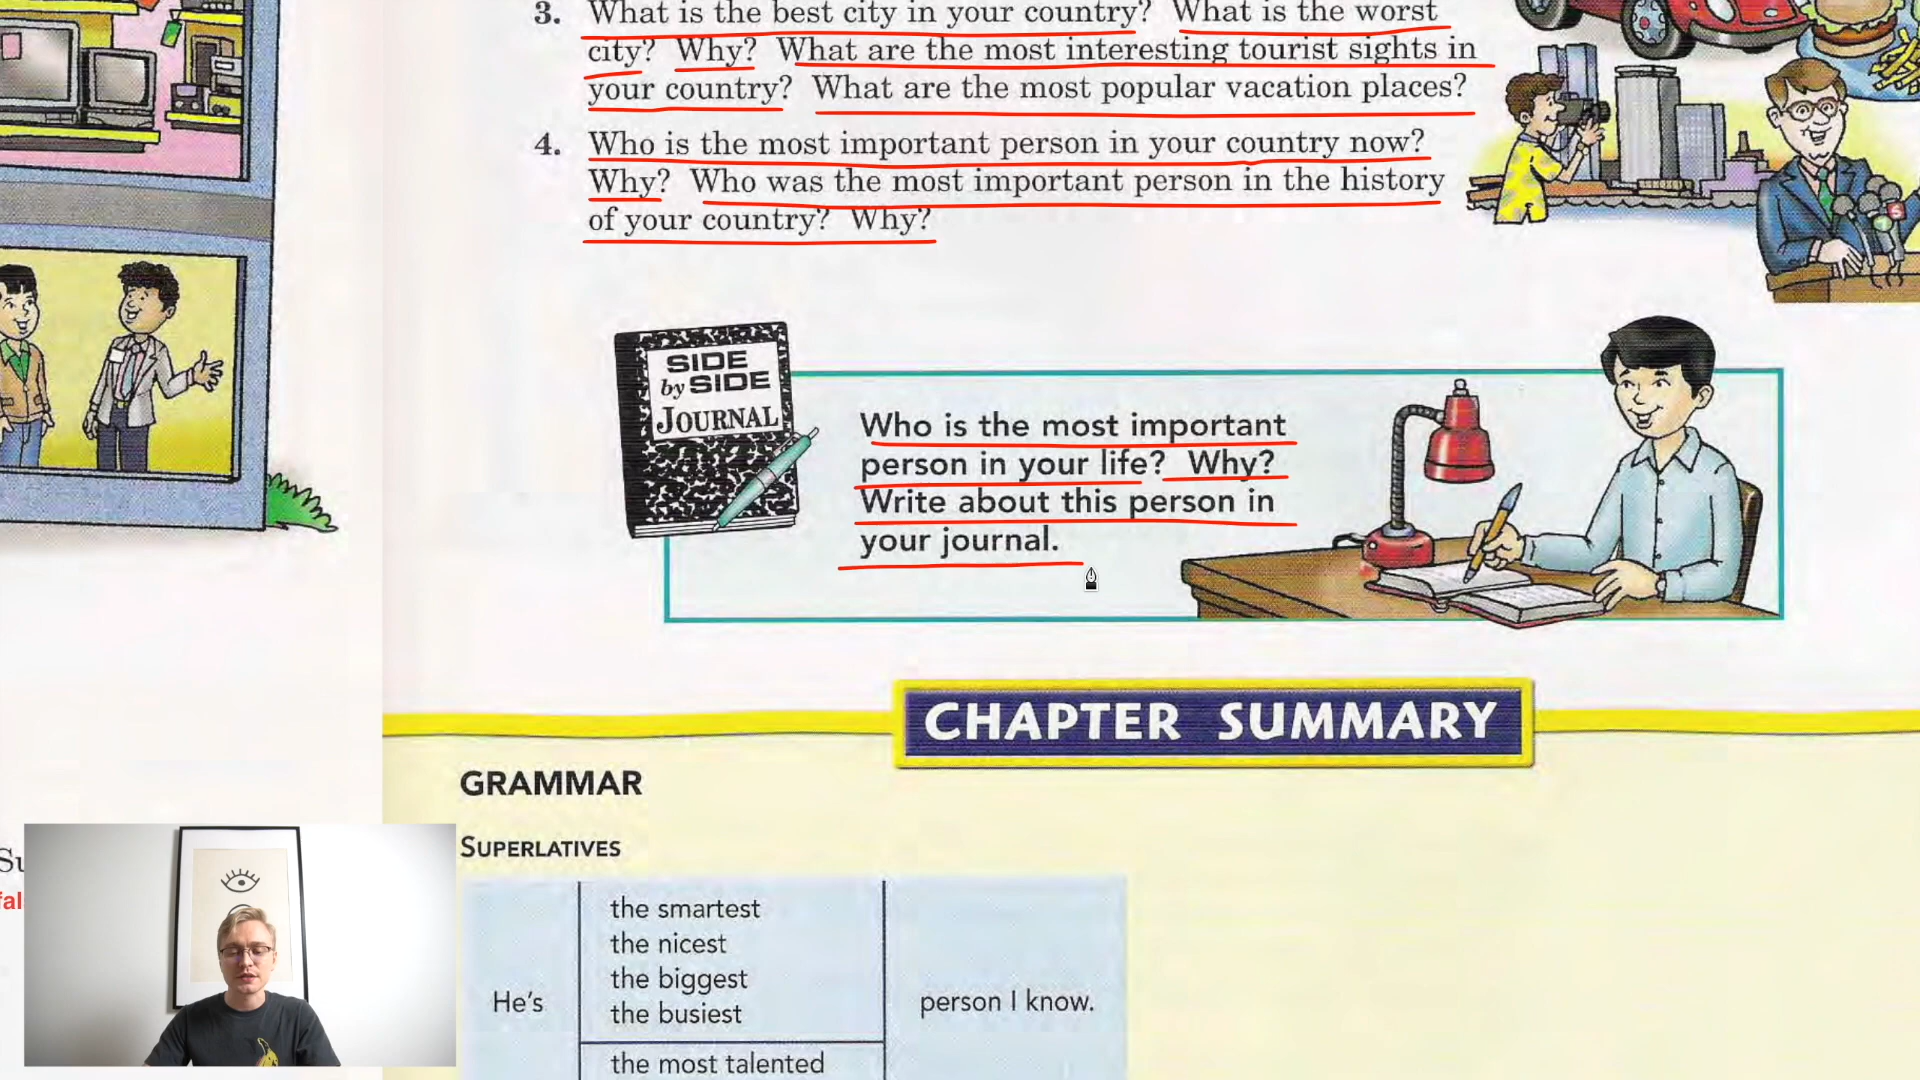 3. What is the best city in your country? What is the worst
city? Why? What are the most interesting tourist sights in
your country? What are the most popular vacation places?
4. Who is the most important person in your country now?
Why? Who was the most important person in the history
of your country? Why?
SIDE
by SIDE
JOURNAL
Who is the most important
person in your life? Why?
Write about this person in
your journal.
CHAPTER SUMMARY
GRAMMAR
SUPERLATIVES
He's
the smartest
the nicest
the biggest
the busiest
the most talented
person I know.